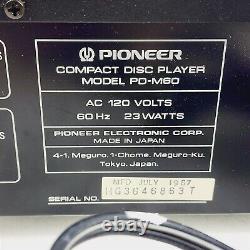 PIONEER
COMPACT DISC PLAYER
MODEL PD-M60
AC 120 VOLTS
60 Hz 23 WATTS
PIONEER ELECTRONIC CORP.
MADE IN JAPAN
4-1, Meguro, 1-Chome, Meguro-Ku,
Tokyo, Japan.
MFD JULY 1987
SERIAL NO. HG3646853T